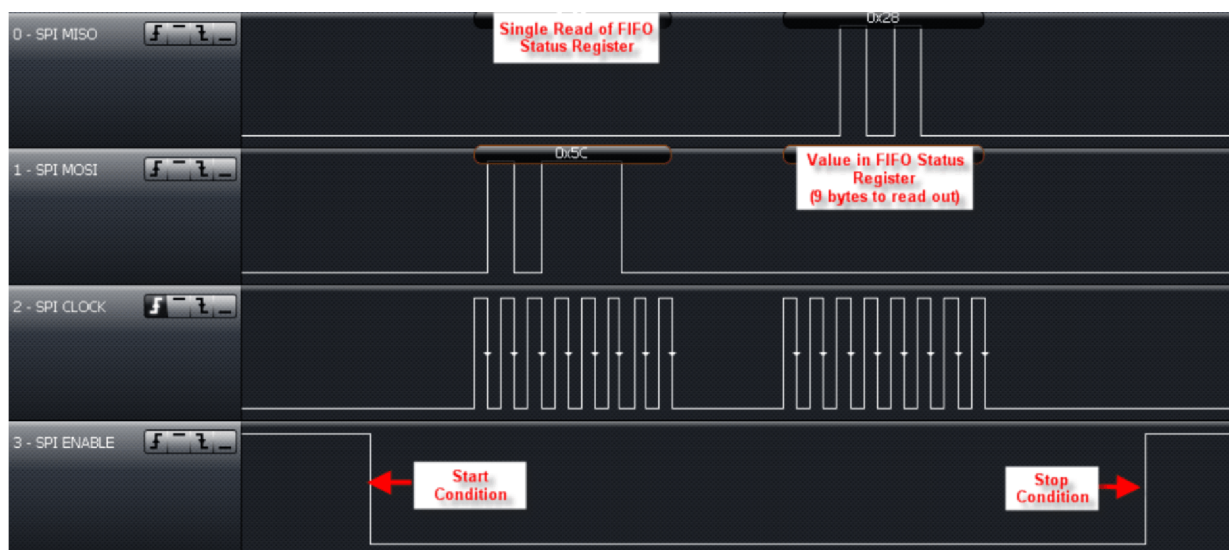 0 - SPI MISO
Single Read of FIFO
Status Register
0x28
1 - SPI MOSI
0x5C
Value in FIFO Status
Register
(9 bytes to read out)
2 - SPI CLOCK
3 - SPI ENABLE
Start
Condition
Stop
Condition